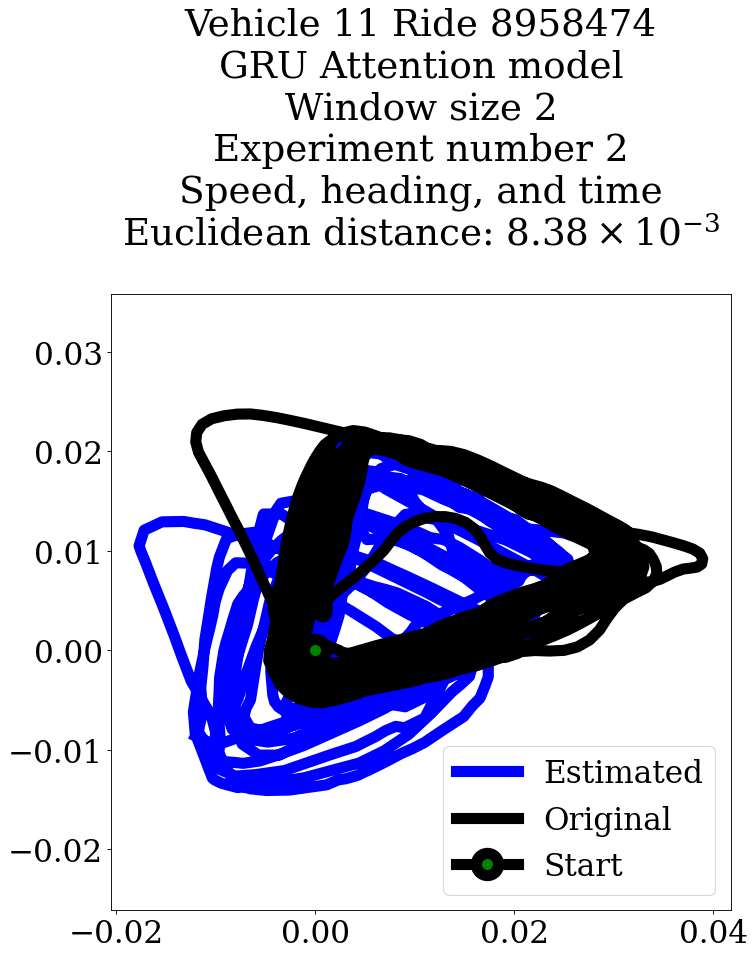 Vehicle 11 Ride 8958474
GRU Attention model
Window size 2
Experiment number 2
Speed, heading, and time
Euclidean distance: 8.38 × 10⁻³
0.03
0.02
0.01
0.00
−0.01
−0.02
Estimated
Original
Start
−0.02
0.00
0.02
0.04